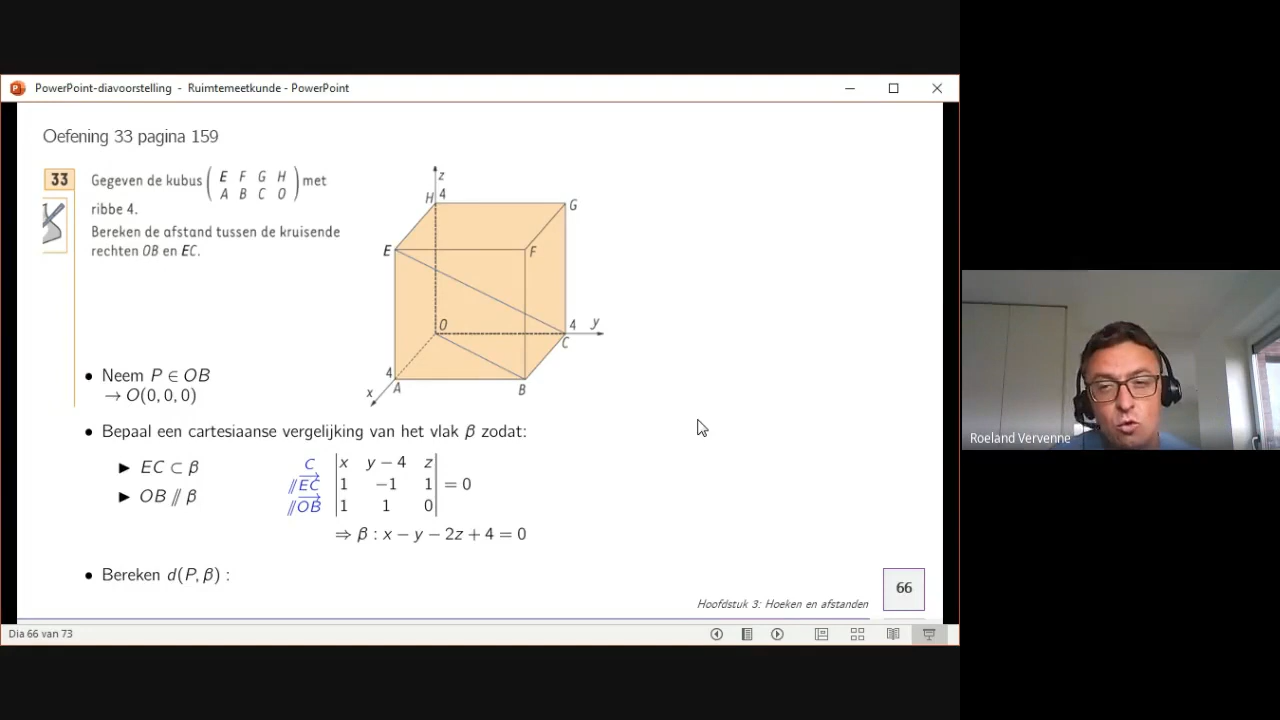 PowerPoint-diavoorstelling - Ruimtemeetkunde - PowerPoint
Oefening 33 pagina 159
33
Gegeven de kubus ( E F G H
A B C O ) met
ribbe 4.
Bereken de afstand tussen de kruisende
rechten OB en EC.
z
H 4
G
E
F
O
4 y
C
4
x A
B
• Neem P ∈ OB
→ O(0, 0, 0)
• Bepaal een cartesiaanse vergelijking van het vlak β zodat:
▶ EC ⊂ β
▶ OB ∥ β
C | x y − 4 z |
∥EC | 1 −1 1 | = 0
∥OB | 1 1 0 |
⇒ β : x − y − 2z + 4 = 0
• Bereken d(P, β) :
66
Hoofdstuk 3: Hoeken en afstanden
Dia 66 van 73
Roeland Vervenne